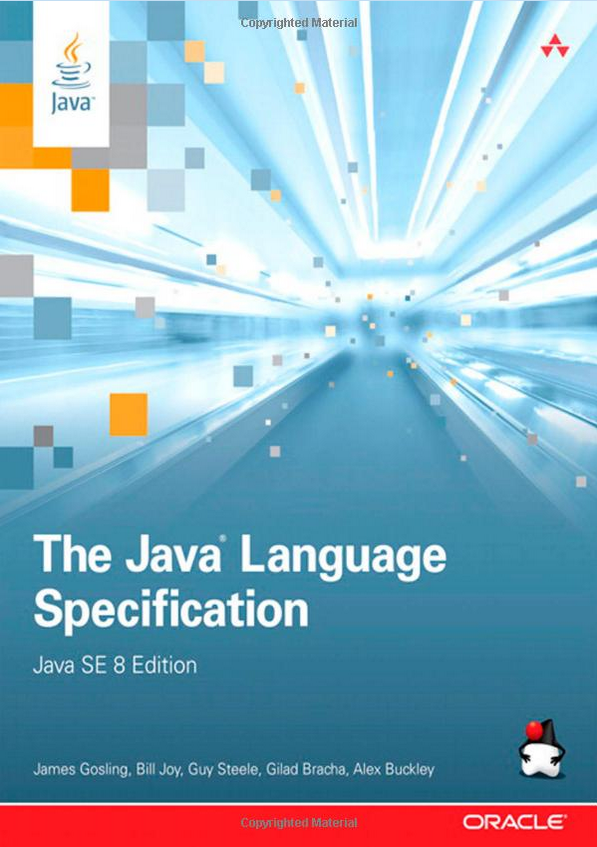 Copyrighted Material
Java™
The Java® Language
Specification
Java SE 8 Edition
James Gosling, Bill Joy, Guy Steele, Gilad Bracha, Alex Buckley
ORACLE®
Copyrighted Material